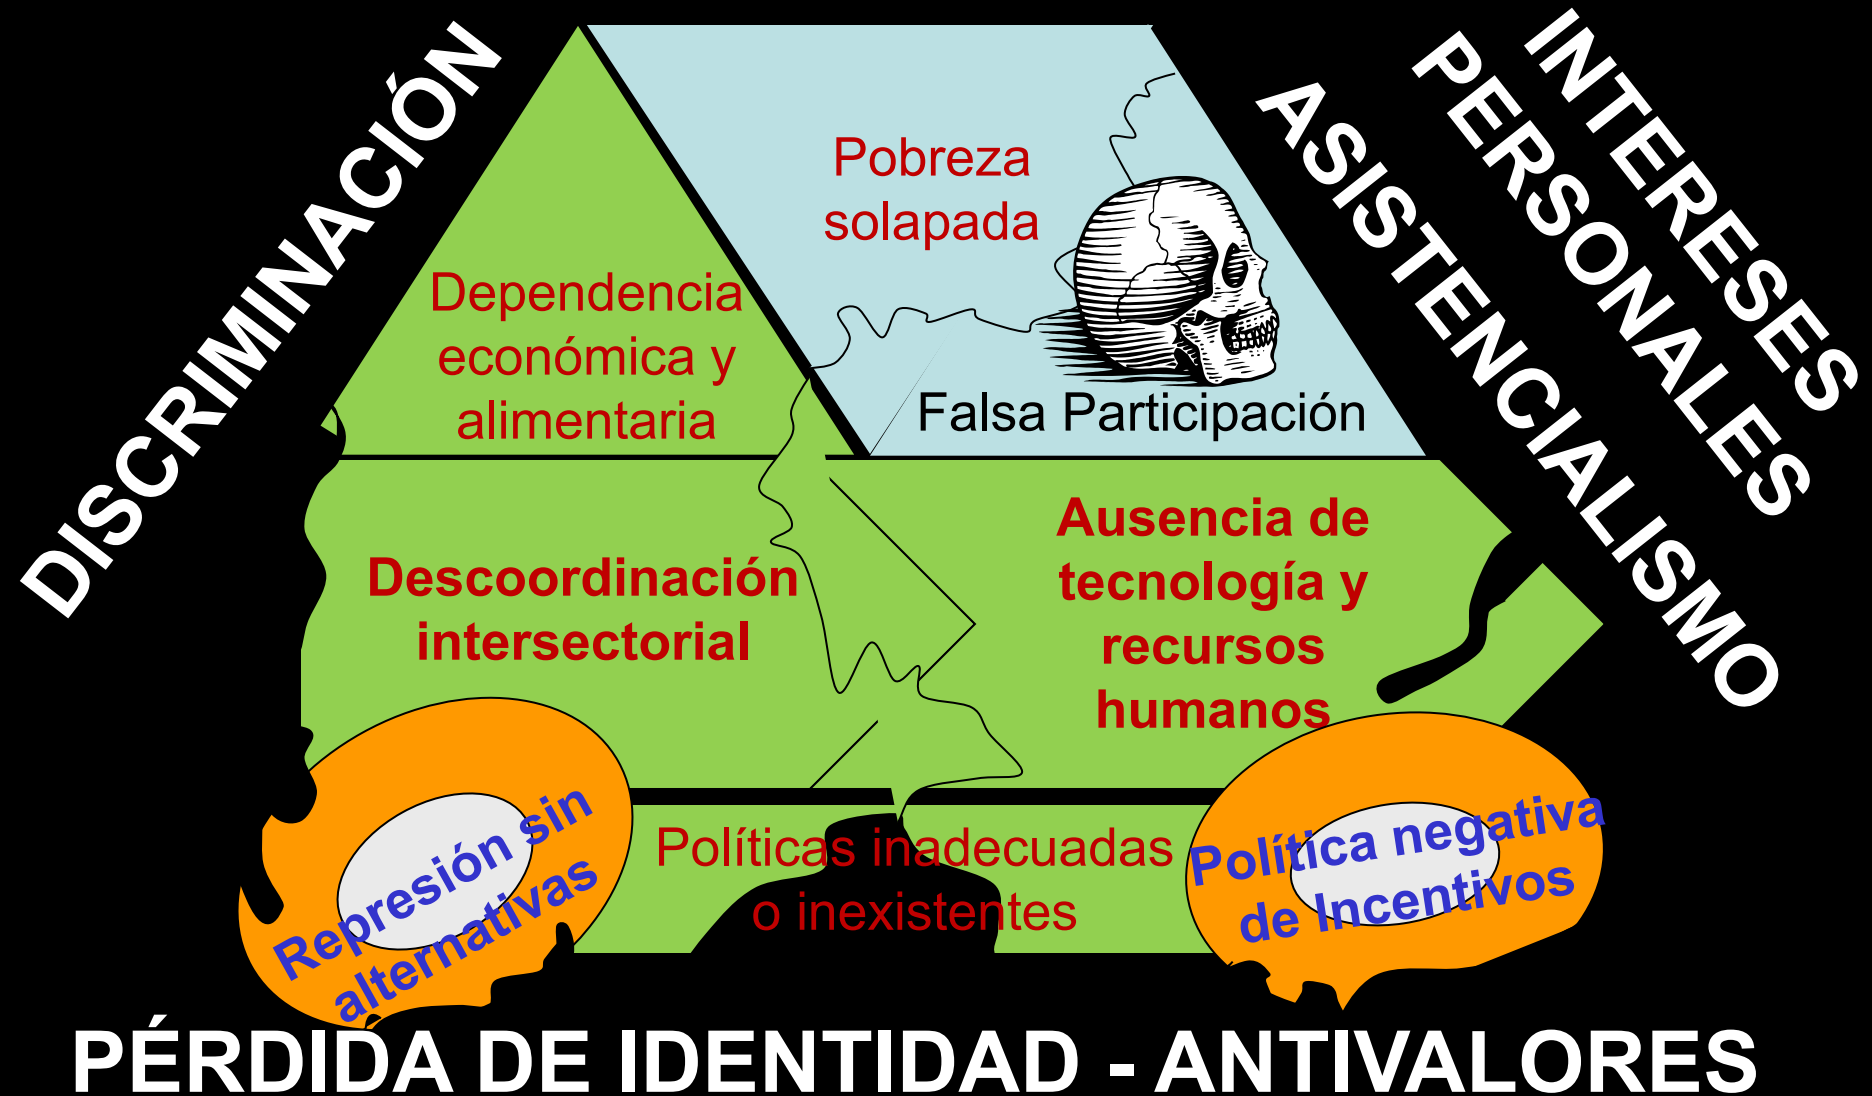 DISCRIMINACIÓN
INTERESES
PERSONALES
ASISTENCIALISMO
Pobreza
solapada
Dependencia
económica y
alimentaria
Falsa Participación
Descoordinación
intersectorial
Ausencia de
tecnología y
recursos
humanos
Represión sin
alternativas
Políticas inadecuadas
o inexistentes
Política negativa
de Incentivos
PÉRDIDA DE IDENTIDAD - ANTIVALORES